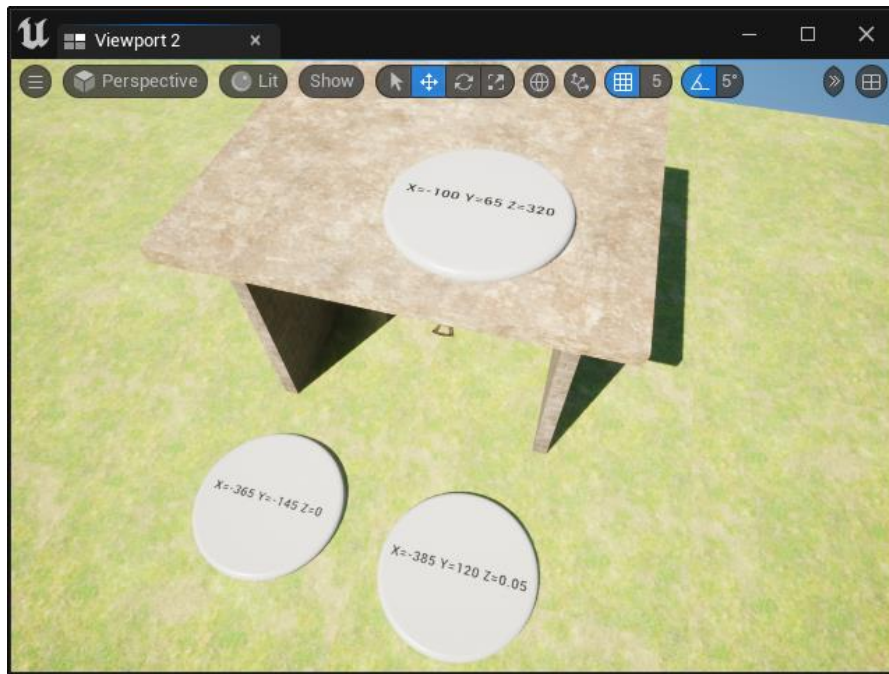 Viewport 2
Perspective Lit Show 5 5°
X=-100 Y=65 Z=320
X=-365 Y=-145 Z=0
X=-385 Y=120 Z=0.05